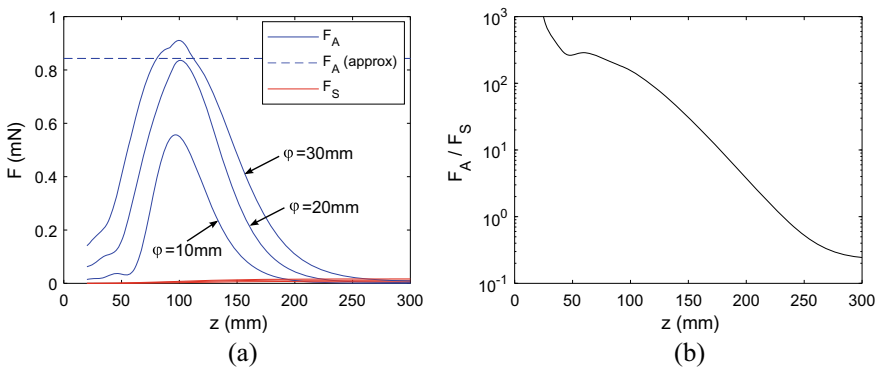 F (mN)
1
0.8
0.6
0.4
0.2
0
0 50 100 150 200 250 300
z (mm)
F_A
F_A (approx)
F_S
φ=30mm
φ=20mm
φ=10mm
(a)
F_A / F_S
10^3
10^2
10^1
10^0
10^-1
0 50 100 150 200 250 300
z (mm)
(b)